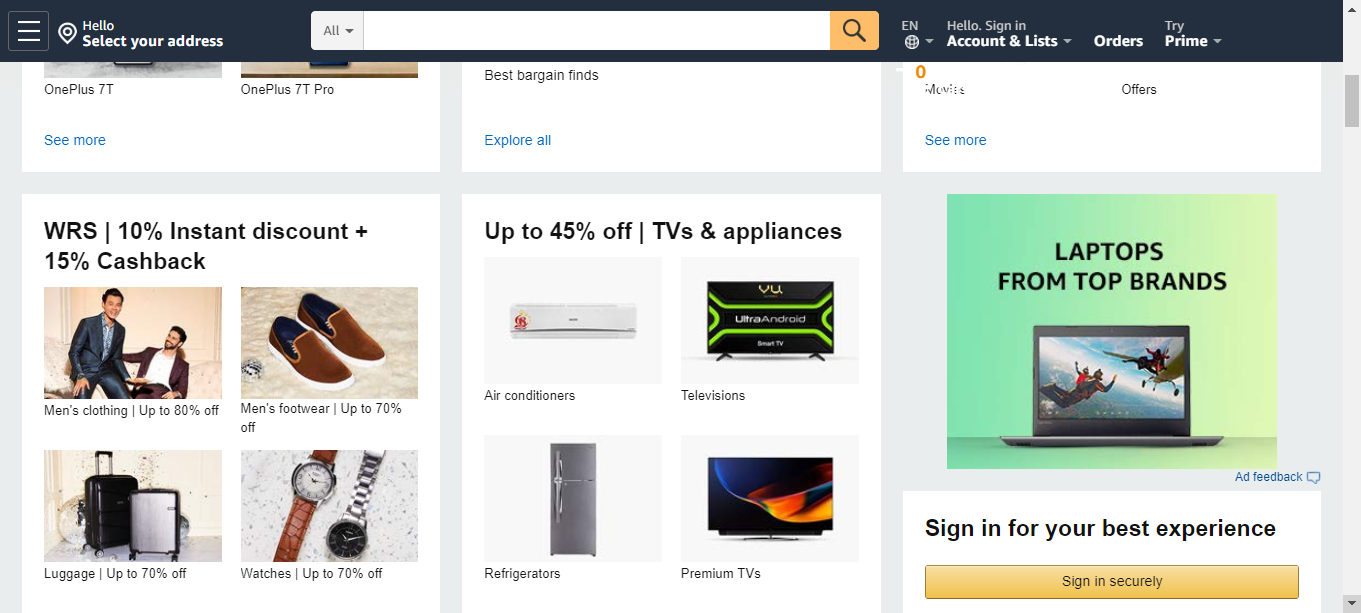 Hello
Select your address
All
EN
Hello. Sign in
Account & Lists
Orders
Try
Prime
0
OnePlus 7T
OnePlus 7T Pro
See more
Best bargain finds
Explore all
Movies
Offers
See more
WRS | 10% Instant discount +
15% Cashback
Men's clothing | Up to 80% off
Men's footwear | Up to 70%
off
Luggage | Up to 70% off
Watches | Up to 70% off
Up to 45% off | TVs & appliances
Air conditioners
VU
UltraAndroid
Smart TV
Televisions
Refrigerators
Premium TVs
LAPTOPS
FROM TOP BRANDS
Ad feedback
Sign in for your best experience
Sign in securely